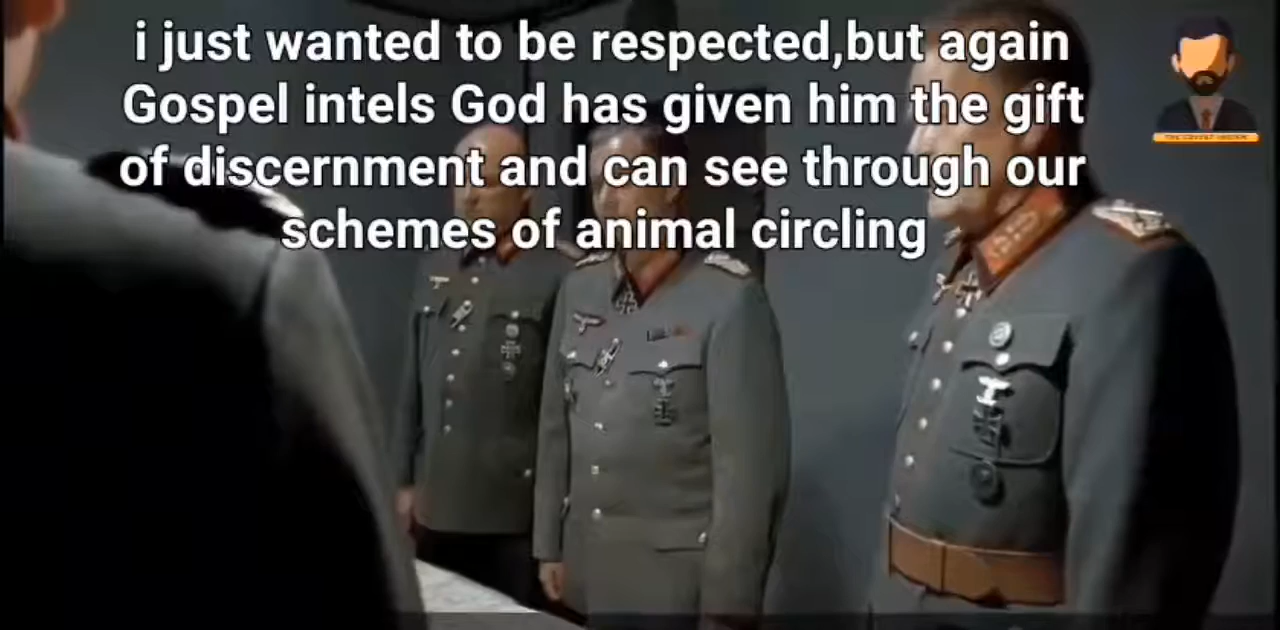 i just wanted to be respected,but again
Gospel intels God has given him the gift
of discernment and can see through our
schemes of animal circling